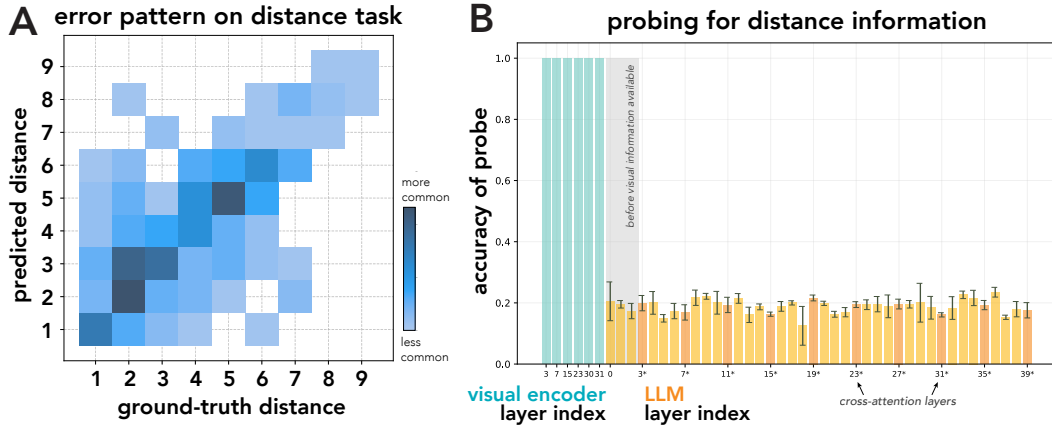 A
error pattern on distance task
predicted distance
9
8
7
6
5
4
3
2
1
1 2 3 4 5 6 7 8 9
ground-truth distance
more
common
less
common
B
probing for distance information
accuracy of probe
1.0
0.8
0.6
0.4
0.2
0.0
before visual information available
3 7 15 23 30 31 0 3* 7* 11* 15* 19* 23* 27* 31* 35* 39*
visual encoder
layer index
LLM
layer index
cross-attention layers